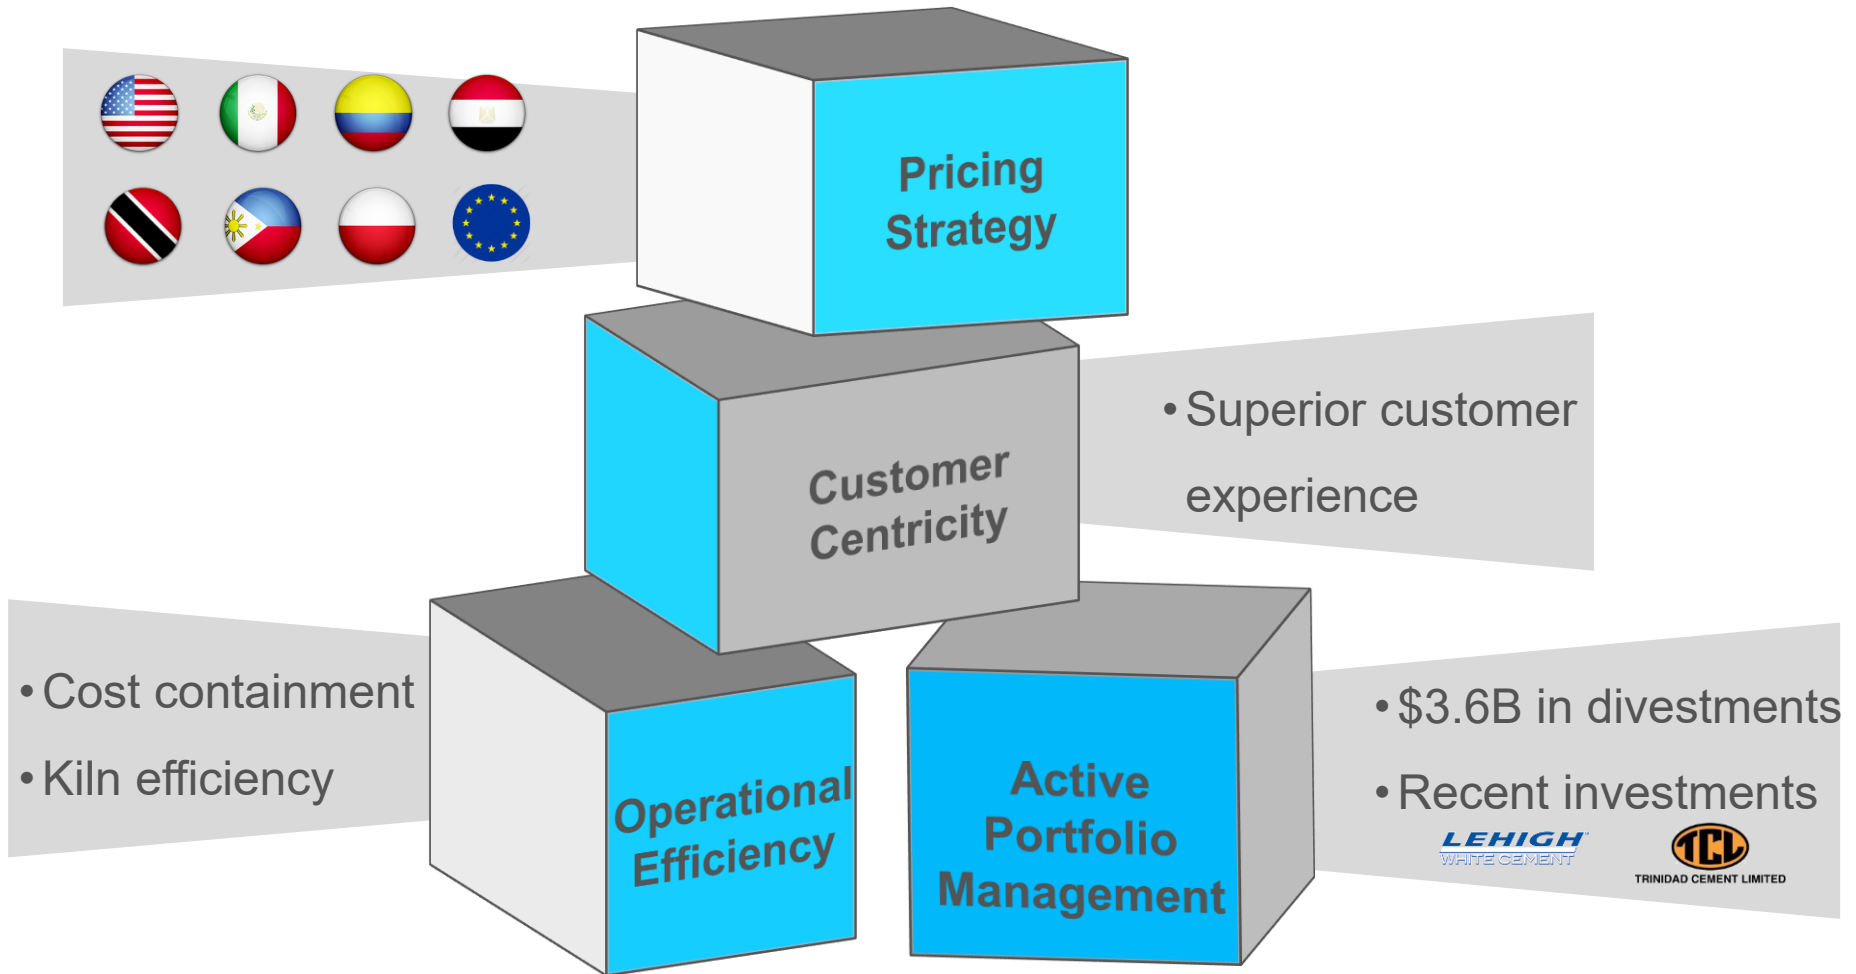 Pricing
Strategy
Customer
Centricity
• Superior customer
experience
• Cost containment
• Kiln efficiency
Operational
Efficiency
Active
Portfolio
Management
• $3.6B in divestments
• Recent investments
LEHIGH
WHITE CEMENT
TCL
TRINIDAD CEMENT LIMITED